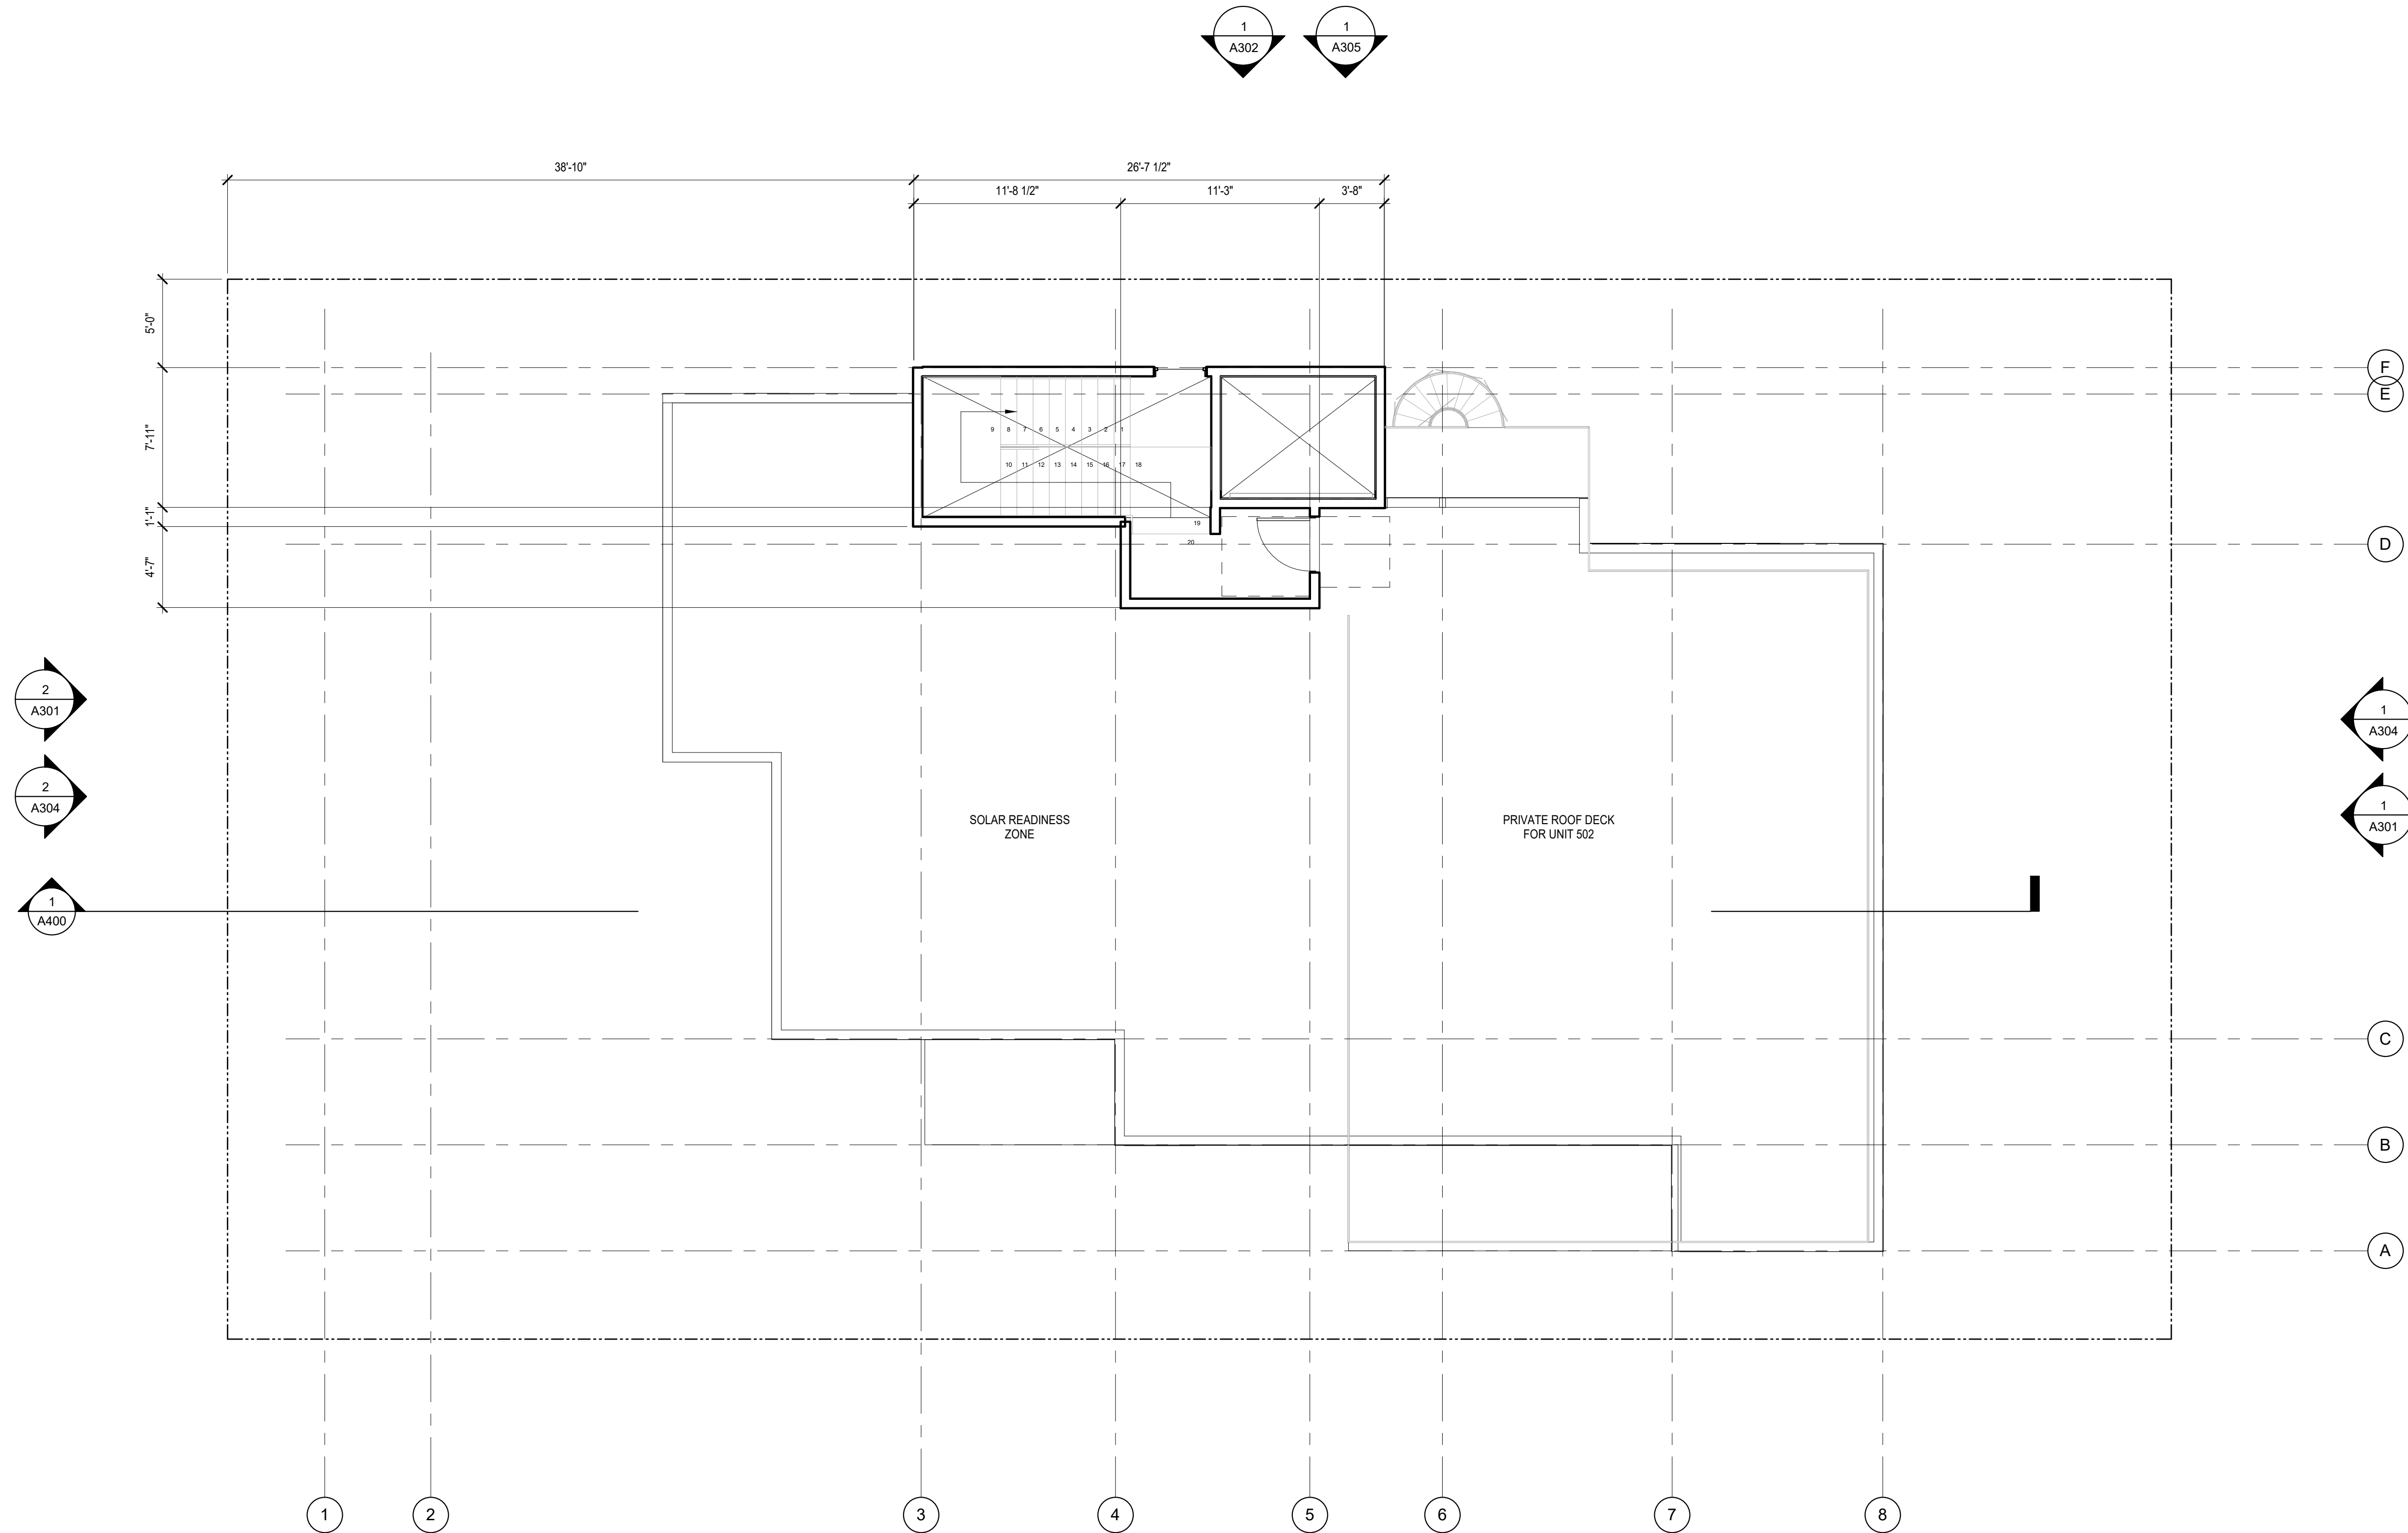 1
A302
1
A305
38'-10"
26'-7 1/2"
11'-8 1/2"
11'-3"
3'-8"
5'-0"
7'-11"
1'-1"
4'-7"
F
E
D
C
B
A
9 8 7 6 5 4 3 2 1
10 11 12 13 14 15 16 17 18
19
20
2
A301
2
A304
1
A400
1
A304
1
A301
SOLAR READINESS
ZONE
PRIVATE ROOF DECK
FOR UNIT 502
1 2 3 4 5 6 7 8